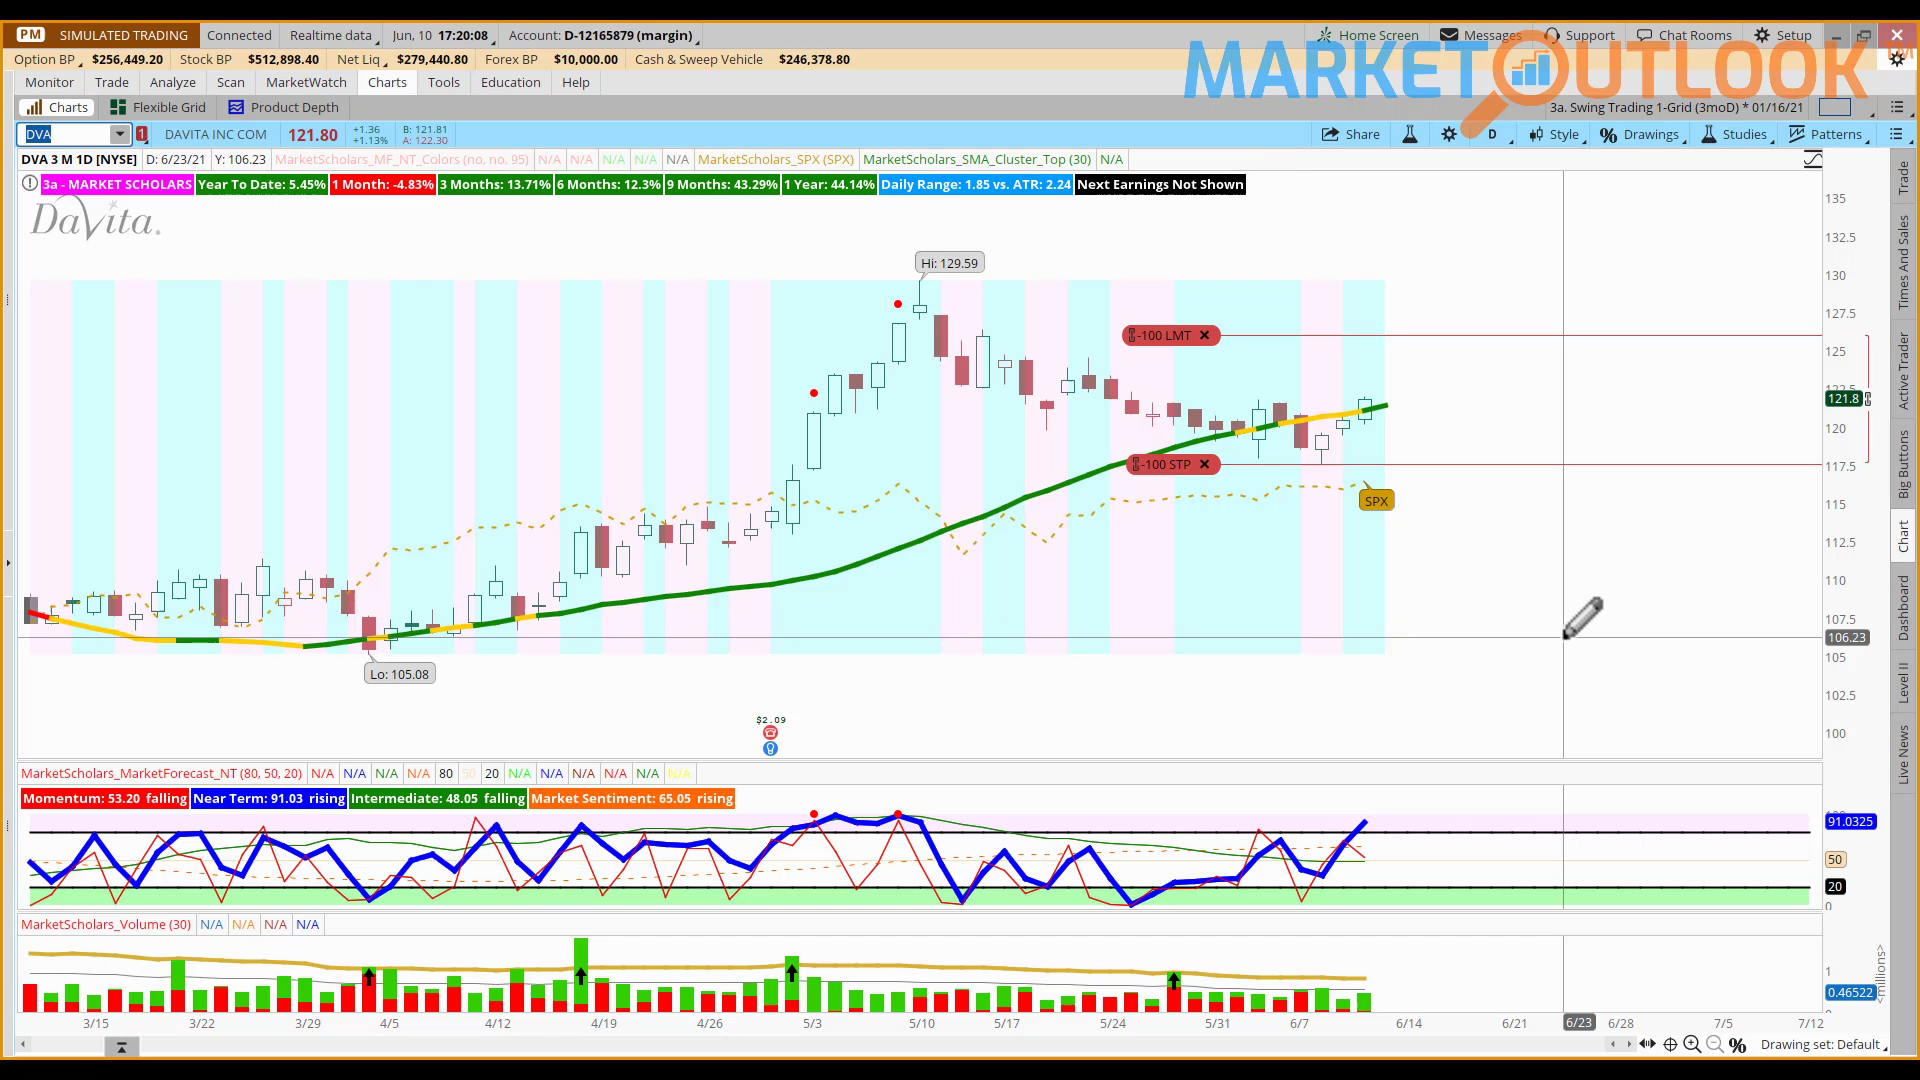 PM SIMULATED TRADING Connected Realtime data Jun, 10 17:20:08 Account: D-12165879 (margin) Home Screen Messages Support Chat Rooms Setup
Option BP $256,449.20 Stock BP $512,898.40 Net Liq $279,440.80 Forex BP $10,000.00 Cash & Sweep Vehicle $246,378.80
MARKETOUTLOOK TM
Monitor Trade Analyze Scan MarketWatch Charts Tools Education Help
Charts Flexible Grid Product Depth 3a. Swing Trading 1-Grid (3moD) * 01/16/21
DVA 1 DAVITA INC COM 121.80 +1.36 +1.13% B: 121.81 A: 122.30 Share D Style Drawings Studies Patterns
DVA 3 M 1D [NYSE] D: 6/23/21 Y: 106.23 MarketScholars_MF_NT_Colors (no, no, 95) N/A N/A N/A N/A N/A MarketScholars_SPX (SPX) MarketScholars_SMA_Cluster_Top (30) N/A
3a - MARKET SCHOLARS Year To Date: 5.45% 1 Month: -4.83% 3 Months: 13.71% 6 Months: 12.3% 9 Months: 43.29% 1 Year: 44.14% Daily Range: 1.85 vs. ATR: 2.24 Next Earnings Not Shown
DaVita.
Hi: 129.59
-100 LMT
-100 STP
SPX
Lo: 105.08
$2.09
135
132.5
130
127.5
125
122.5
121.8
120
117.5
115
112.5
110
107.5
106.23
105
102.5
100
MarketScholars_MarketForecast_NT (80, 50, 20) N/A N/A N/A N/A 80 50 20 N/A N/A N/A N/A N/A N/A
Momentum: 53.20 falling Near Term: 91.03 rising Intermediate: 48.05 falling Market Sentiment: 65.05 rising
91.0325
50
20
0
MarketScholars_Volume (30) N/A N/A N/A N/A
1
0.46522
<millions>
3/15 3/22 3/29 4/5 4/12 4/19 4/26 5/3 5/10 5/17 5/24 5/31 6/7 6/14 6/21 6/23 6/28 7/5 7/12
Drawing set: Default
Trade
Times And Sales
Active Trader
Big Buttons
Chart
Dashboard
Level II
Live News